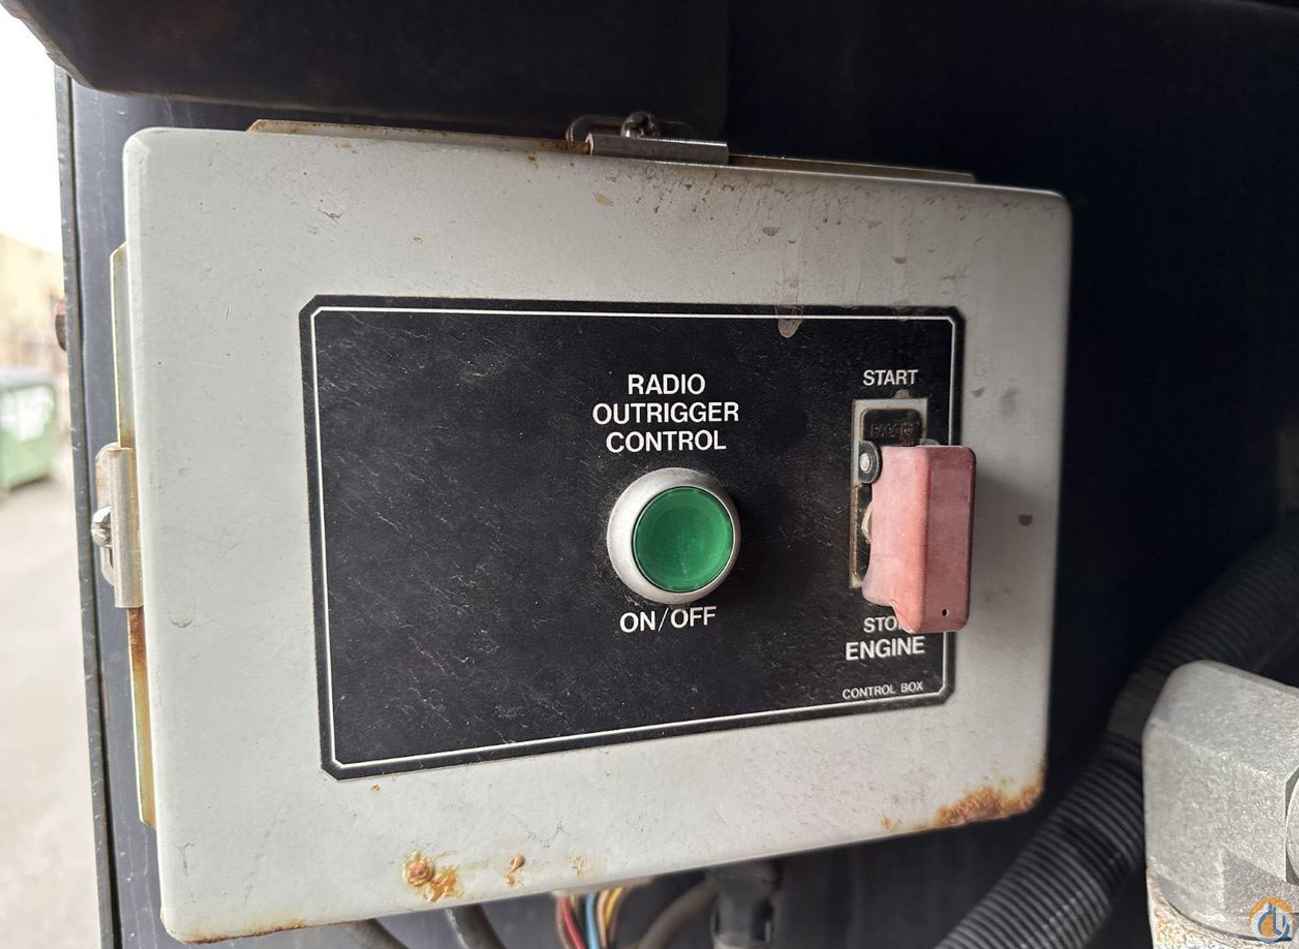 RADIO
OUTRIGGER
CONTROL
ON/OFF
START
ENGINE
CONTROL BOX